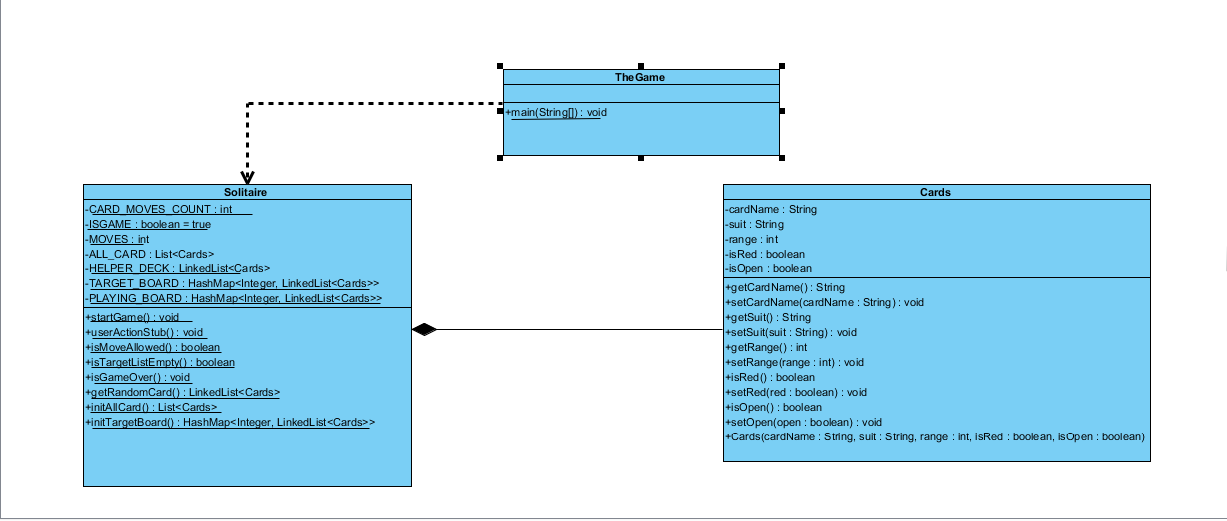 TheGame
+main(String[]) : void
Solitaire
-CARD_MOVES_COUNT : int
-ISGAME : boolean = true
-MOVES : int
-ALL_CARD : List<Cards>
-HELPER_DECK : LinkedList<Cards>
-TARGET_BOARD : HashMap<Integer, LinkedList<Cards>>
-PLAYING_BOARD : HashMap<Integer, LinkedList<Cards>>
+startGame() : void
+userActionStub() : void
+isMoveAllowed() : boolean
+isTargetListEmpty() : boolean
+isGameOver() : void
+getRandomCard() : LinkedList<Cards>
+initAllCard() : List<Cards>
+initTargetBoard() : HashMap<Integer, LinkedList<Cards>>
Cards
-cardName : String
-suit : String
-range : int
-isRed : boolean
-isOpen : boolean
+getCardName() : String
+setCardName(cardName : String) : void
+getSuit() : String
+setSuit(suit : String) : void
+getRange() : int
+setRange(range : int) : void
+isRed() : boolean
+setRed(red : boolean) : void
+isOpen() : boolean
+setOpen(open : boolean) : void
+Cards(cardName : String, suit : String, range : int, isRed : boolean, isOpen : boolean)